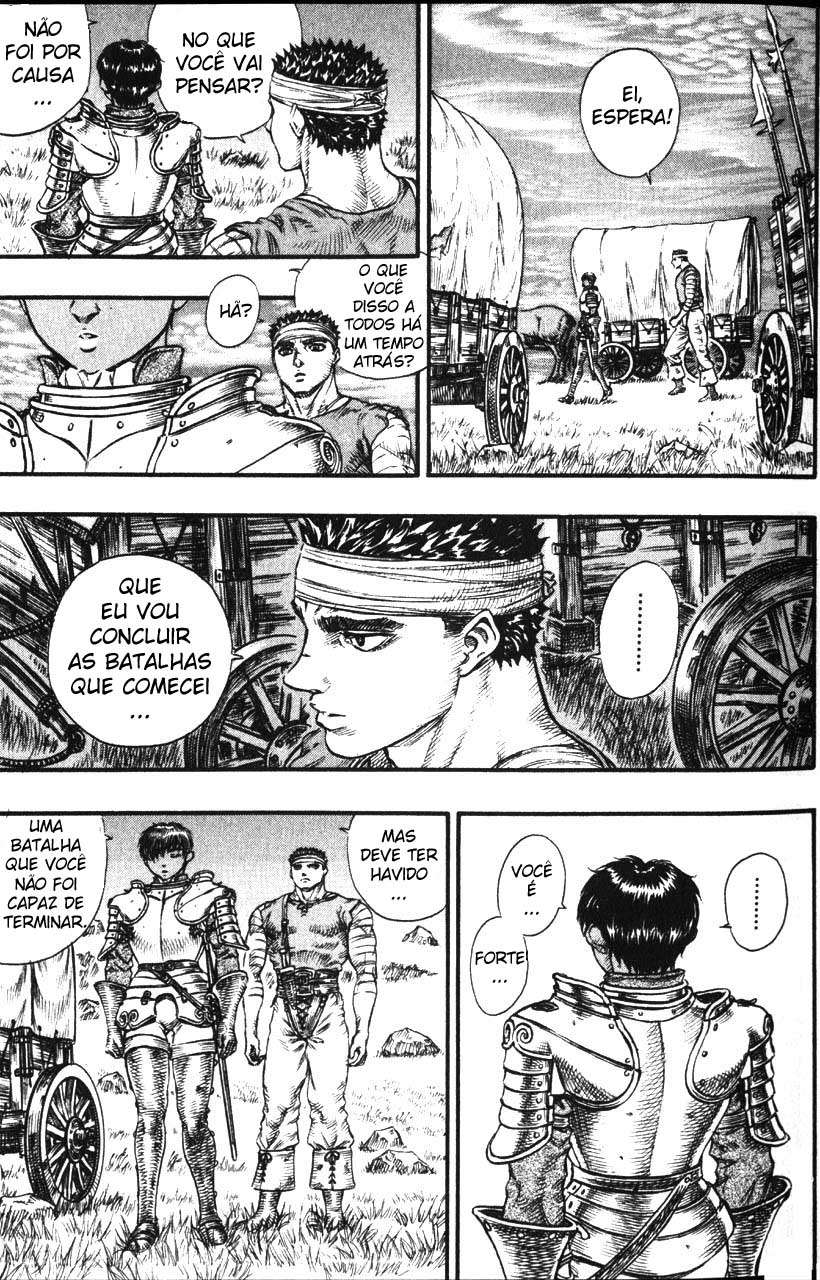 EI,
ESPERA!
NO QUE
VOCÊ VAI
PENSAR?
NÃO
FOI POR
CAUSA
...
O QUE
VOCÊ
DISSO A
TODOS HÁ
UM TEMPO
ATRÁS?
HÃ?
.........
QUE
EU VOU
CONCLUIR
AS BATALHAS
QUE COMECEI
...
.......
VOCÊ
É
...
FORTE!
MAS
DEVE TER
HAVIDO
...
UMA
BATALHA
QUE VOCÊ
NÃO FOI
CAPAZ DE
TERMINAR.